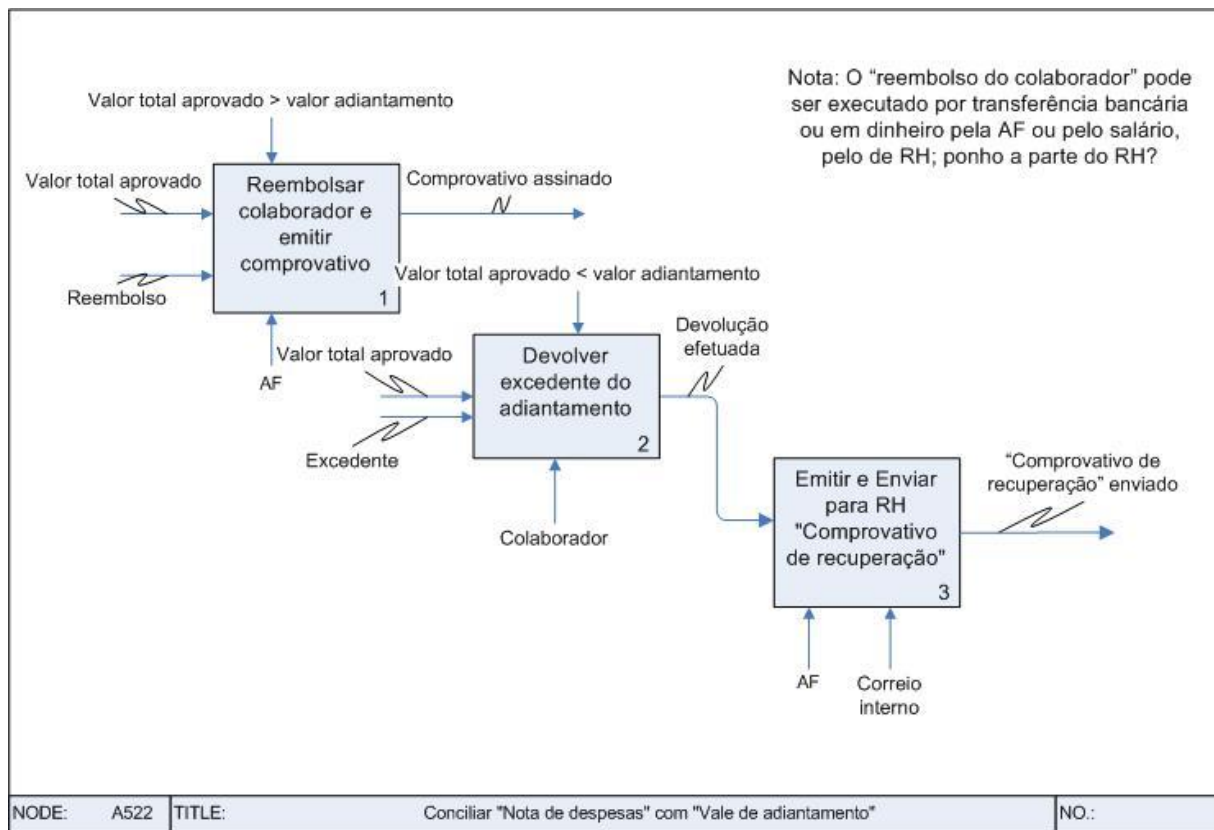 Nota: O “reembolso do colaborador” pode
ser executado por transferência bancária
ou em dinheiro pela AF ou pelo salário,
pelo de RH; ponho a parte do RH?
Valor total aprovado > valor adiantamento
Valor total aprovado
Reembolso
Reembolsar
colaborador e
emitir
comprovativo
1
Comprovativo assinado
AF
Valor total aprovado < valor adiantamento
Valor total aprovado
Excedente
Devolver
excedente do
adiantamento
2
Devolução
efetuada
Colaborador
Emitir e Enviar
para RH
"Comprovativo
de recuperação"
3
“Comprovativo de
recuperação” enviado
AF
Correio
interno
NODE: A522 TITLE: Conciliar "Nota de despesas" com "Vale de adiantamento" NO.: